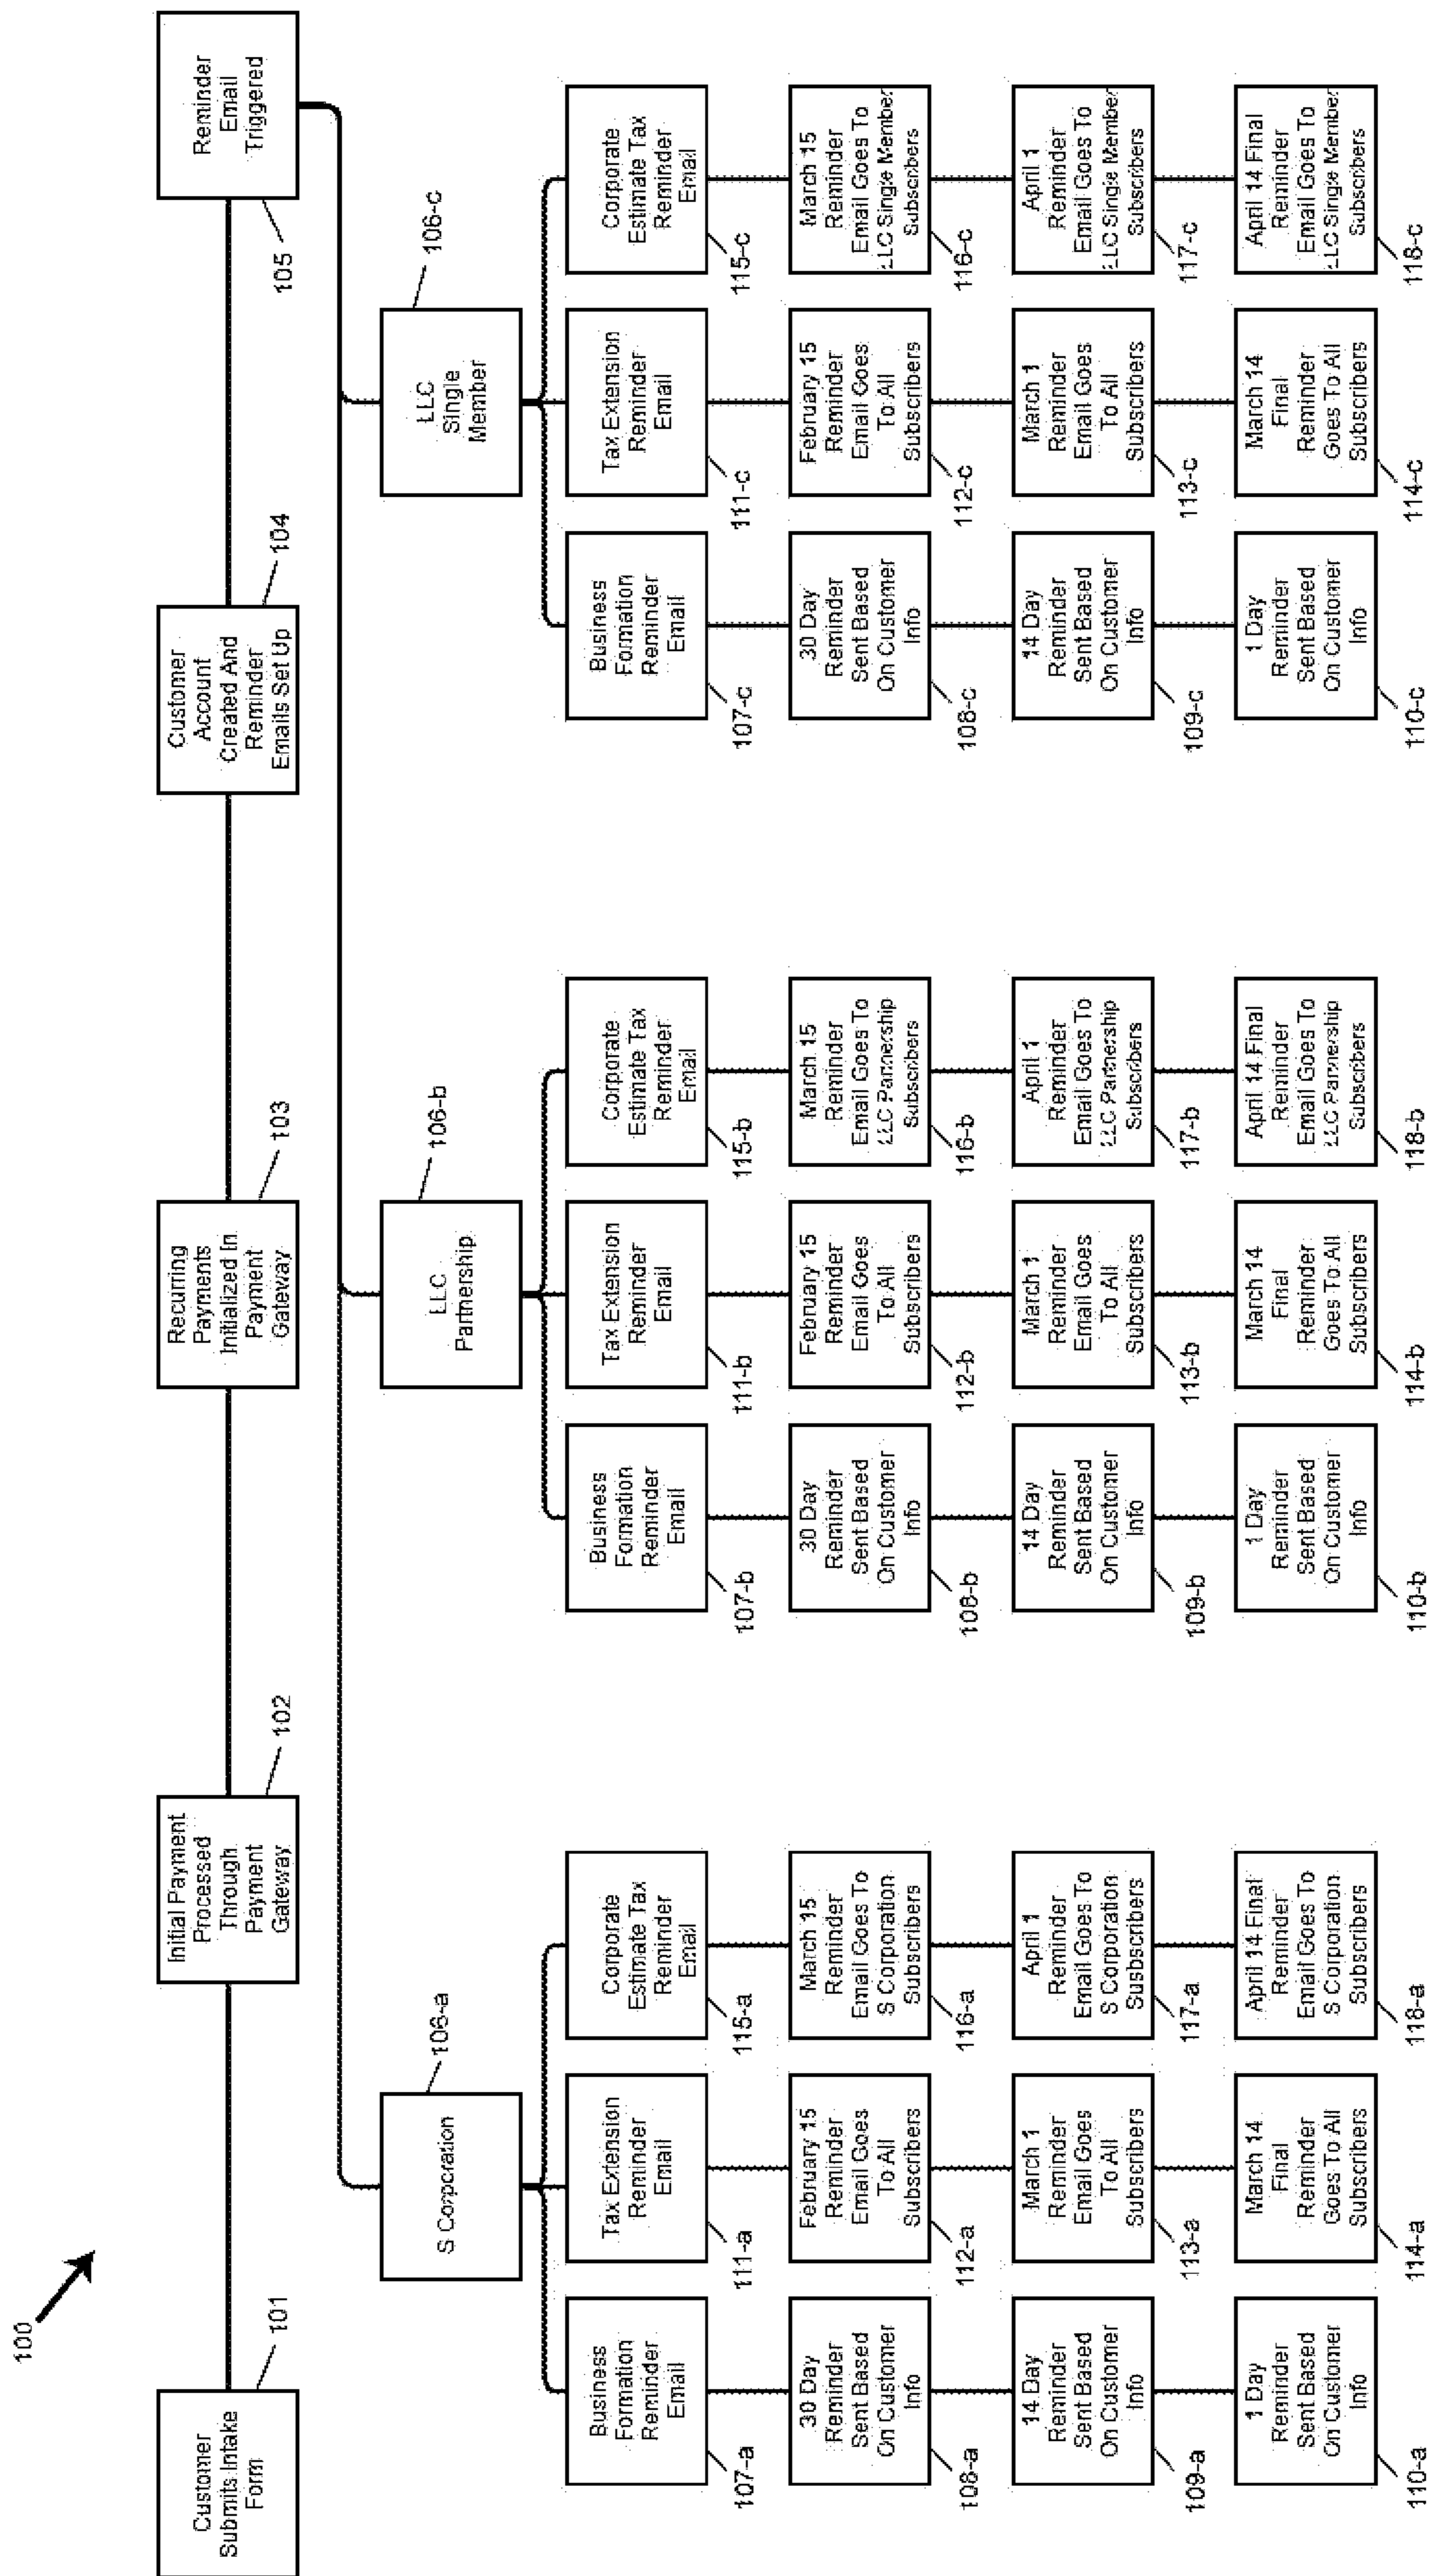 100
Customer
Submits Intake
Form
101
Initial Payment
Processed
Through
Payment
Gateway
102
Recurring
Payments
Initialized In
Payment
Gateway
103
Customer
Account
Created And
Reminder
Emails Set Up
104
Reminder
Email
Triggered
105
S Corporation
106-a
LLC
Partnership
106-b
LLC
Single
Member
106-c
Business
Formation
Reminder
Email
107-a
Tax Extension
Reminder
Email
111-a
Corporate
Estimate Tax
Reminder
Email
115-a
Business
Formation
Reminder
Email
107-b
Tax Extension
Reminder
Email
111-b
Corporate
Estimate Tax
Reminder
Email
115-b
Business
Formation
Reminder
Email
107-c
Tax Extension
Reminder
Email
111-c
Corporate
Estimate Tax
Reminder
Email
115-c
30 Day
Reminder
Sent Based
On Customer
Info
108-a
February 15
Reminder
Email Goes
To All
Subscribers
112-a
March 15
Reminder
Email Goes To
S Corporation
Subscribers
116-a
30 Day
Reminder
Sent Based
On Customer
Info
108-b
February 15
Reminder
Email Goes
To All
Subscribers
112-b
March 15
Reminder
Email Goes To
LLC Partnership
Subscribers
116-b
30 Day
Reminder
Sent Based
On Customer
Info
108-c
February 15
Reminder
Email Goes
To All
Subscribers
112-c
March 15
Reminder
Email Goes To
LLC Single Member
Subscribers
116-c
14 Day
Reminder
Sent Based
On Customer
Info
109-a
March 1
Reminder
Email Goes
To All
Subscribers
113-a
April 1
Reminder
Email Goes To
S Corporation
Susbscribers
117-a
14 Day
Reminder
Sent Based
On Customer
Info
109-b
March 1
Reminder
Email Goes
To All
Subscribers
113-b
April 1
Reminder
Email Goes To
LLC Partnership
Subscribers
117-b
14 Day
Reminder
Sent Based
On Customer
Info
109-c
March 1
Reminder
Email Goes
To All
Subscribers
113-c
April 1
Reminder
Email Goes To
LLC Single Member
Subscribers
117-c
1 Day
Reminder
Sent Based
On Customer
Info
110-a
March 14
Final
Reminder
Goes To All
Subscribers
114-a
April 14 Final
Reminder
Email Goes To
S Corporation
Subscribers
118-a
1 Day
Reminder
Sent Based
On Customer
Info
110-b
March 14
Final
Reminder
Goes To All
Subscribers
114-b
April 14 Final
Reminder
Email Goes To
LLC Partnership
Subscribers
118-b
1 Day
Reminder
Sent Based
On Customer
Info
110-c
March 14
Final
Reminder
Goes To All
Subscribers
114-c
April 14 Final
Reminder
Email Goes To
LLC Single Member
Subscribers
118-c